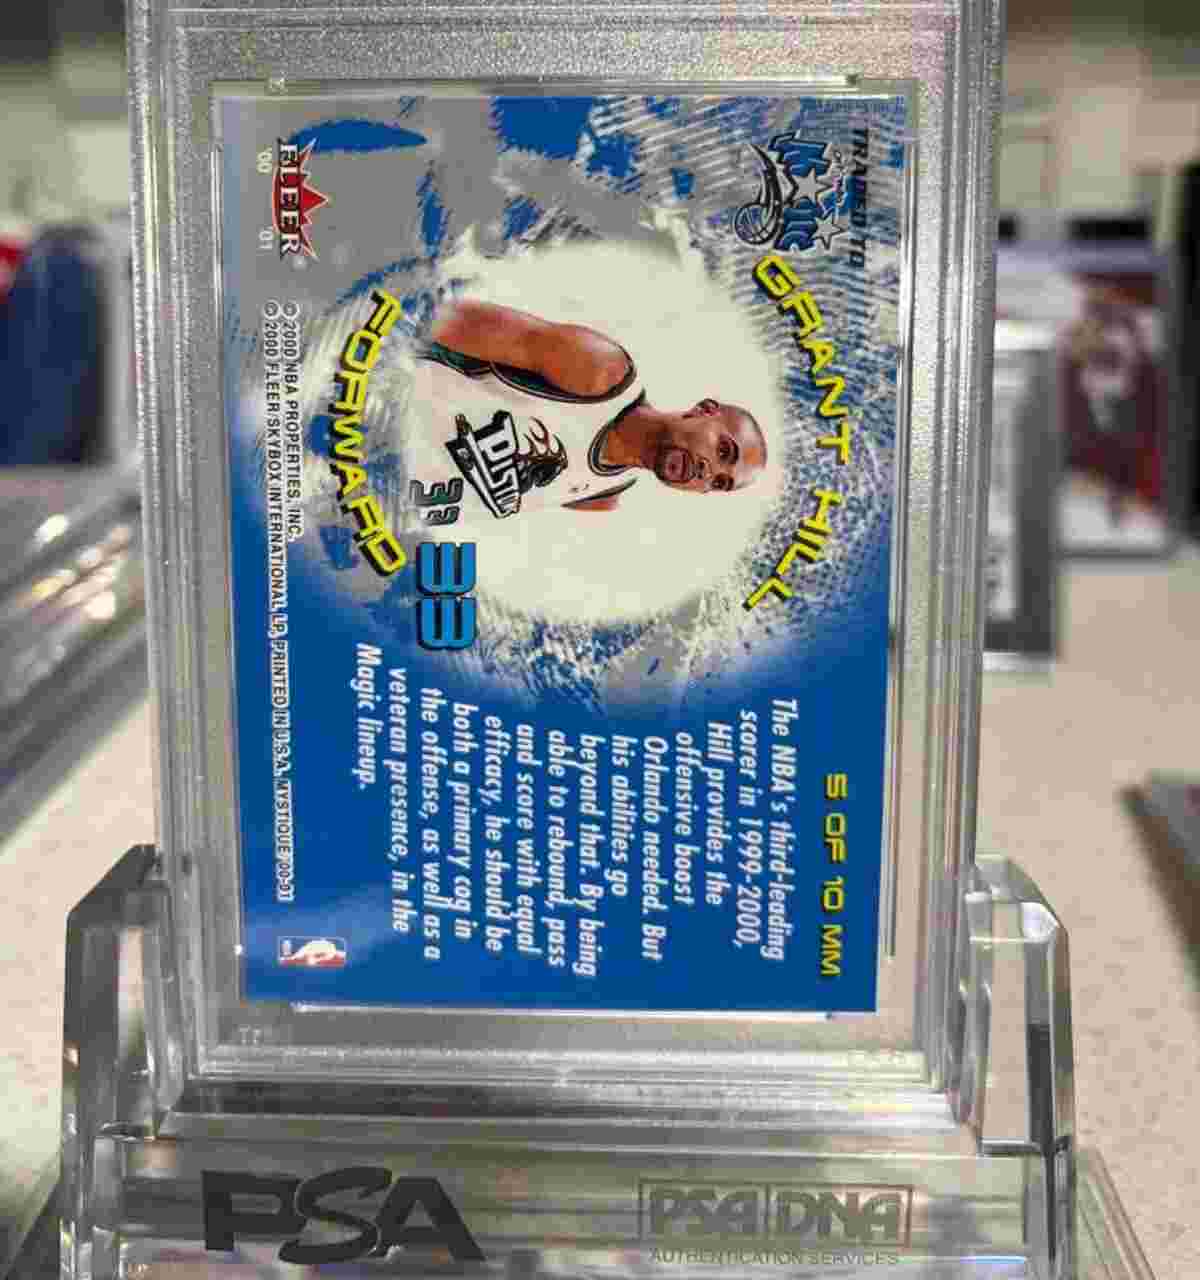 5 OF 10 MM
TRADED TO
GRANT HILL
PISTONS
33
33
FORWARD
The NBA's third-leading
scorer in 1999-2000,
Hill provides the
offensive boost
Orlando needed. But
his abilities go
beyond that. By being
able to rebound, pass
and score with equal
efficacy, he should be
both a primary cog in
the offense, as well as a
veteran presence, in the
Magic lineup.
FLEER
'00 '01
© 2000 NBA PROPERTIES, INC.
© 2000 FLEER/SKYBOX INTERNATIONAL, LP, PRINTED IN U.S.A. MYSTIQUE '00-01
PSA
PSA DNA
AUTHENTICATION SERVICES